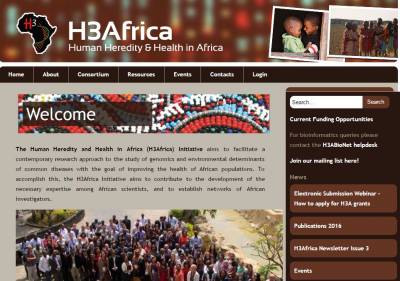 H3
H3Africa
Human Heredity & Health in Africa
Home About Consortium Resources Events Contacts Login
Welcome
The Human Heredity and Health in Africa (H3Africa) Initiative aims to facilitate a
contemporary research approach to the study of genomics and environmental determinants
of common diseases with the goal of improving the health of African populations. To
accomplish this, the H3Africa Initiative aims to contribute to the development of the
necessary expertise among African scientists, and to establish networks of African
investigators.
Search Search
Current Funding Opportunities
For bioinformatics queries please
contact the H3ABioNet helpdesk
Join our mailing list here!
News
Electronic Submission Webinar -
How to apply for H3A grants
Publications 2016
H3Africa Newsletter Issue 3
Events